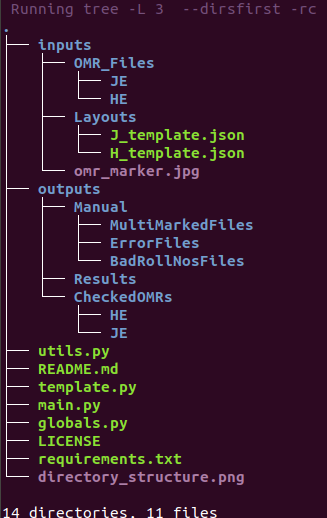 Running tree -L 3  --dirsfirst -rc
.
├── inputs
│   ├── OMR_Files
│   │   ├── JE
│   │   └── HE
│   ├── Layouts
│   │   ├── J_template.json
│   │   └── H_template.json
│   └── omr_marker.jpg
├── outputs
│   ├── Manual
│   │   ├── MultiMarkedFiles
│   │   ├── ErrorFiles
│   │   └── BadRollNosFiles
│   ├── Results
│   └── CheckedOMRs
│       ├── HE
│       └── JE
├── utils.py
├── README.md
├── template.py
├── main.py
├── globals.py
├── LICENSE
├── requirements.txt
└── directory_structure.png
14 directories, 11 files